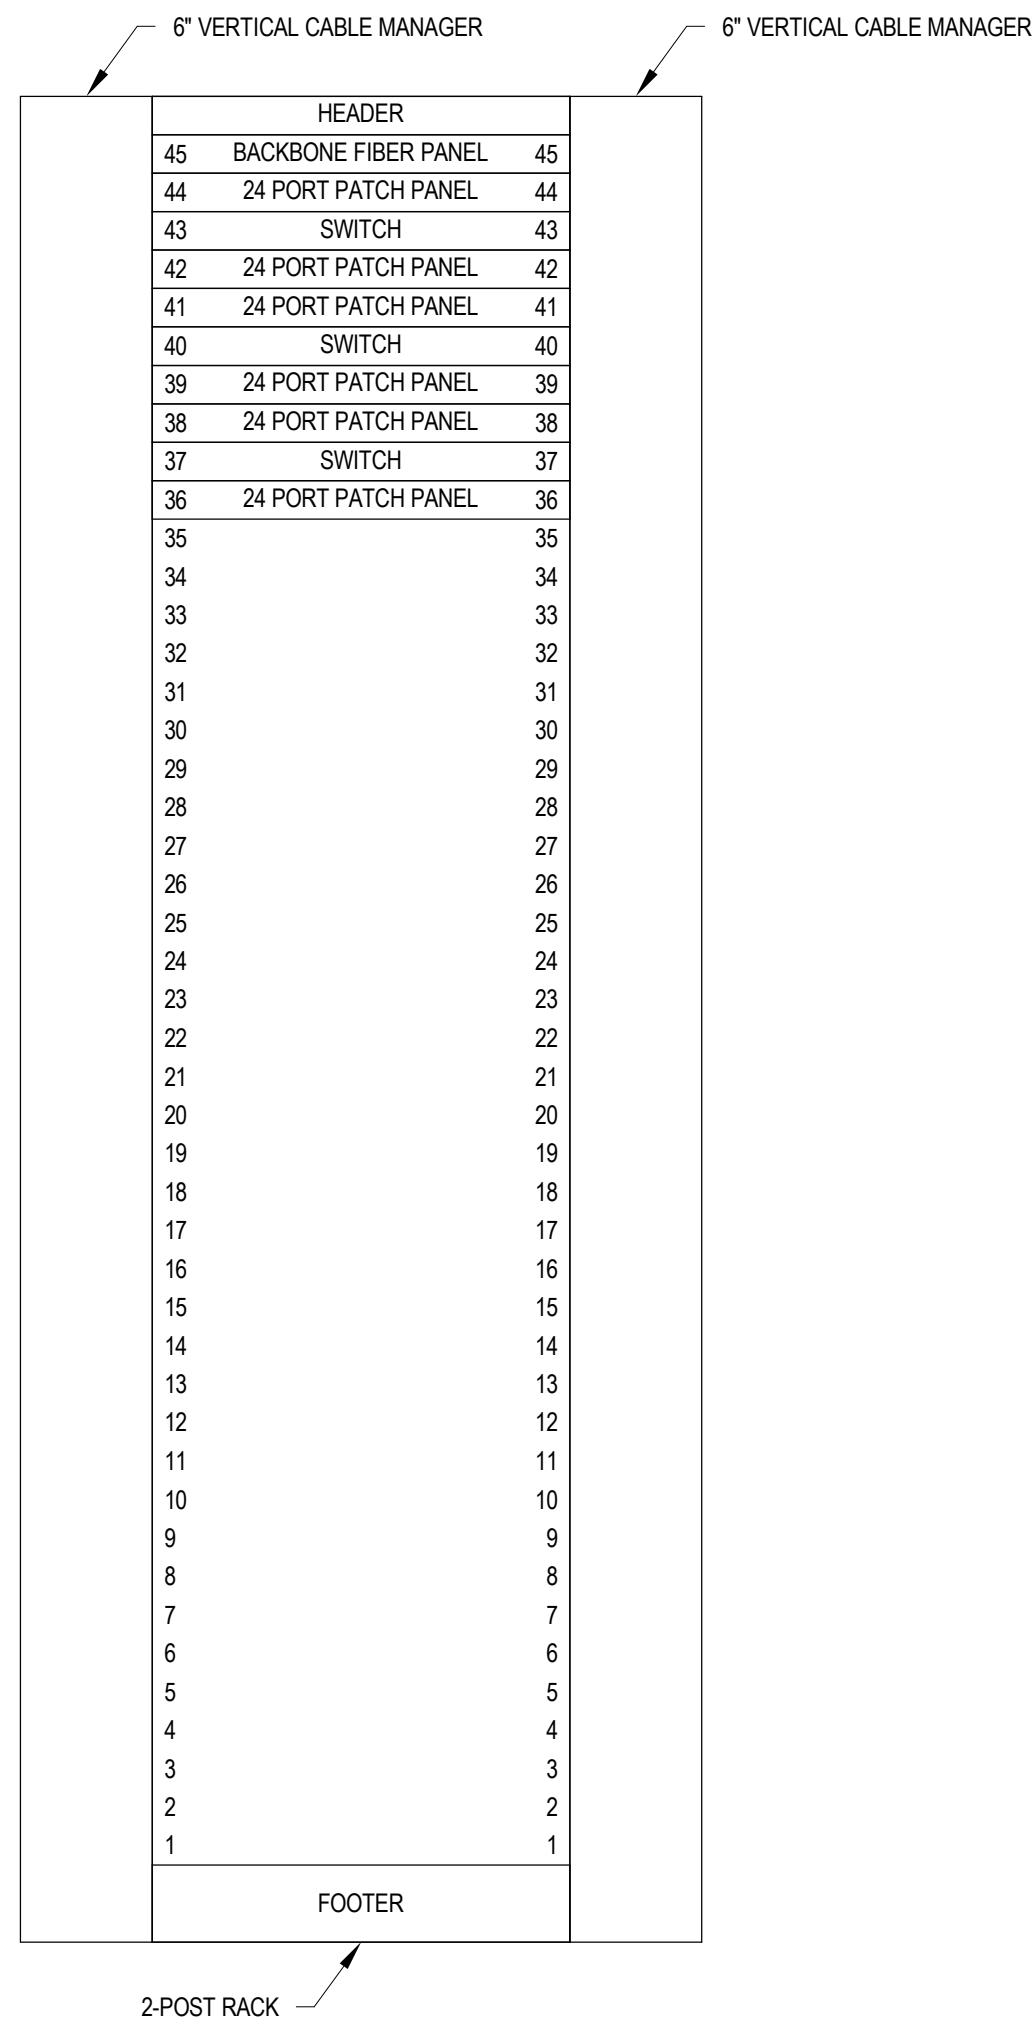 6" VERTICAL CABLE MANAGER 6" VERTICAL CABLE MANAGER
HEADER
45 BACKBONE FIBER PANEL 45
44 24 PORT PATCH PANEL 44
43 SWITCH 43
42 24 PORT PATCH PANEL 42
41 24 PORT PATCH PANEL 41
40 SWITCH 40
39 24 PORT PATCH PANEL 39
38 24 PORT PATCH PANEL 38
37 SWITCH 37
36 24 PORT PATCH PANEL 36
35 35
34 34
33 33
32 32
31 31
30 30
29 29
28 28
27 27
26 26
25 25
24 24
23 23
22 22
21 21
20 20
19 19
18 18
17 17
16 16
15 15
14 14
13 13
12 12
11 11
10 10
9 9
8 8
7 7
6 6
5 5
4 4
3 3
2 2
1 1
FOOTER
2-POST RACK